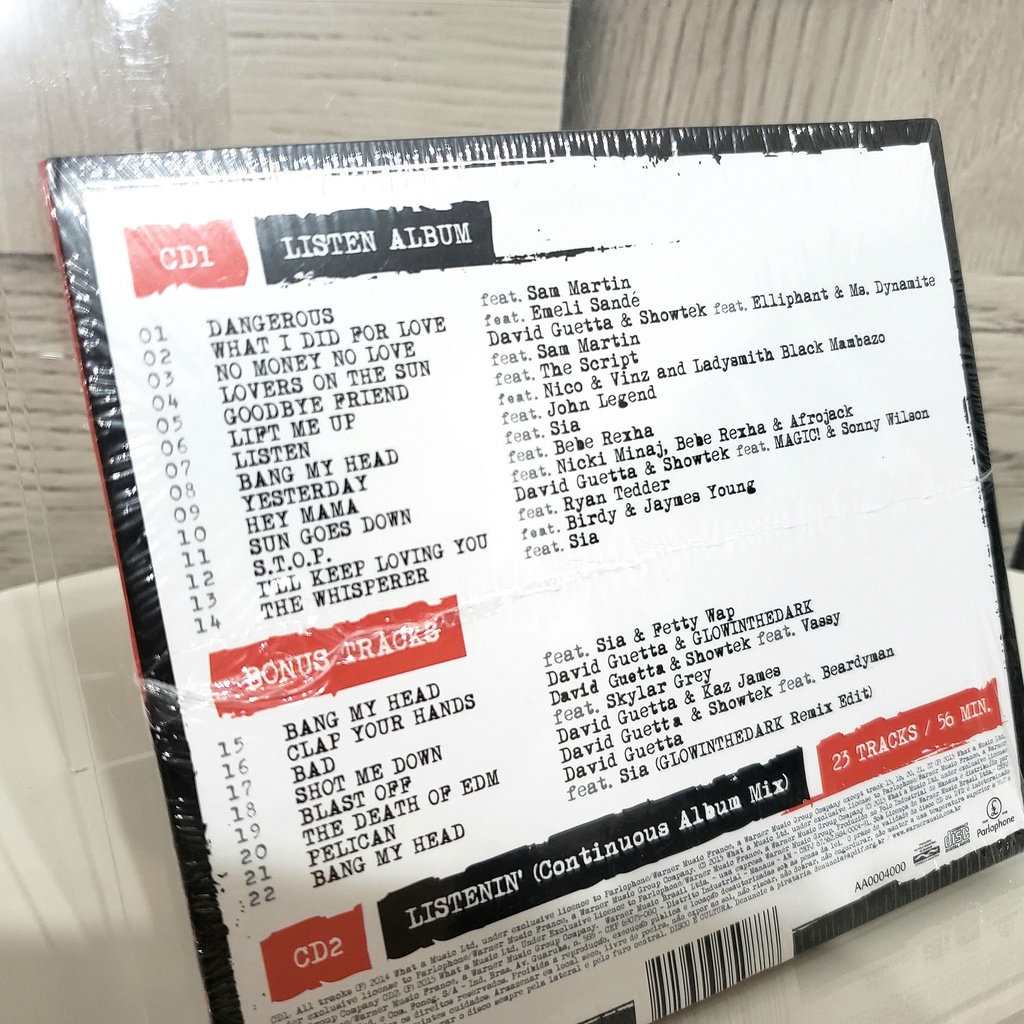 CD1 LISTEN ALBUM
01 DANGEROUS feat. Sam Martin
02 WHAT I DID FOR LOVE feat. Emeli Sandé
03 NO MONEY NO LOVE David Guetta & Showtek feat. Elliphant & Ms. Dynamite
04 LOVERS ON THE SUN feat. Sam Martin
05 GOODBYE FRIEND feat. The Script
06 LIFT ME UP feat. Nico & Vinz and Ladysmith Black Mambazo
07 LISTEN feat. John Legend
08 BANG MY HEAD feat. Sia
09 YESTERDAY feat. Bebe Rexha
10 HEY MAMA feat. Nicki Minaj, Bebe Rexha & Afrojack
11 SUN GOES DOWN David Guetta & Showtek feat. MAGIC! & Sonny Wilson
12 S.T.O.P. feat. Ryan Tedder
13 I'LL KEEP LOVING YOU feat. Birdy & Jaymes Young
14 THE WHISPERER feat. Sia
BONUS TRACKS
15 BANG MY HEAD feat. Sia & Fetty Wap
16 CLAP YOUR HANDS David Guetta & GLOWINTHEDARK
17 BAD David Guetta & Showtek feat. Vassy
18 SHOT ME DOWN feat. Skylar Grey
19 BLAST OFF David Guetta & Kaz James
20 THE DEATH OF EDM David Guetta & Showtek feat. Beardyman
21 PELICAN David Guetta
22 BANG MY HEAD feat. Sia (GLOWINTHEDARK Remix Edit)
CD2 LISTENIN' (Continuous Album Mix)
23 TRACKS / 56 MIN.
AA0004000
Parlophone